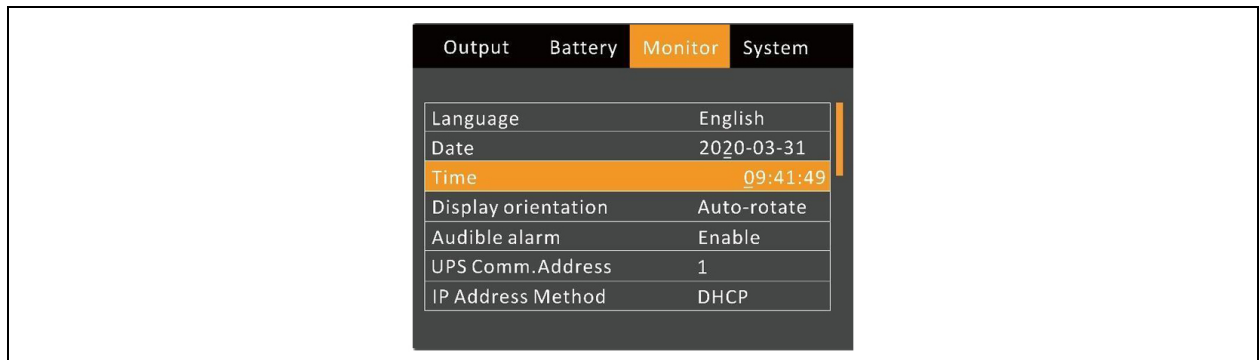 Output Battery Monitor System
Language English
Date 2020-03-31
Time 09:41:49
Display orientation Auto-rotate
Audible alarm Enable
UPS Comm.Address 1
IP Address Method DHCP